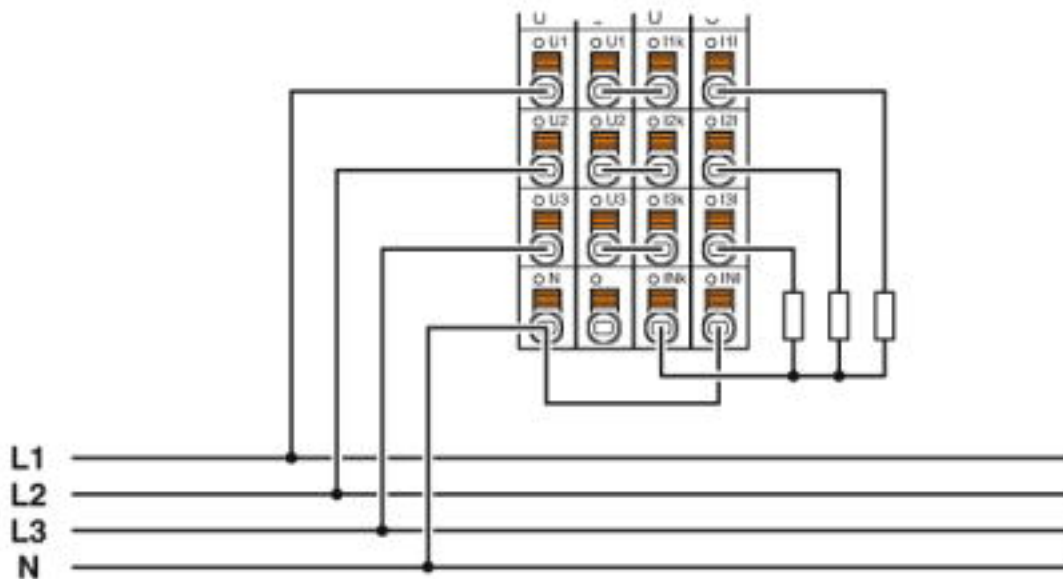 U1 U1 I1k I1l
U2 U2 I2k I2l
U3 U3 I3k I3l
N INk INl
L1
L2
L3
N